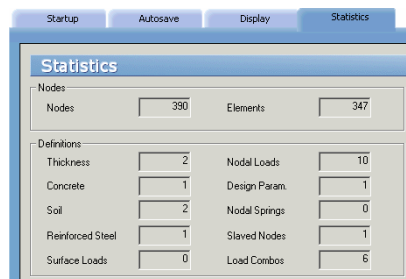 Startup Autosave Display Statistics
Statistics
Nodes
Nodes 390 Elements 347
Definitions
Thickness 2 Nodal Loads 10
Concrete 1 Design Param. 1
Soil 2 Nodal Springs 0
Reinforced Steel 1 Slaved Nodes 1
Surface Loads 0 Load Combos 6